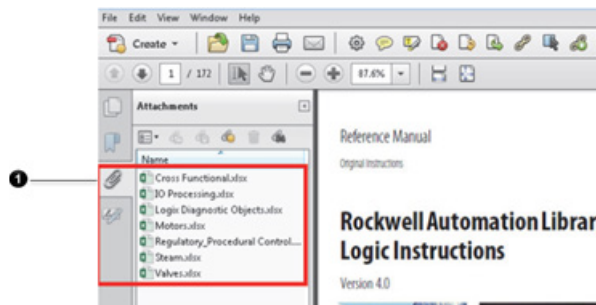 File Edit View Window Help
Create
1 / 172 87.6%
Attachments
Name
1
Cross Functional.xlsx
IO Processing.xlsx
Logix Diagnostic Objects.xlsx
Motors.xlsx
Regulatory_Procedural Control....
Steam.xlsx
Valves.xlsx
Reference Manual
Original Instructions
Rockwell Automation Librar
Logic Instructions
Version 4.0